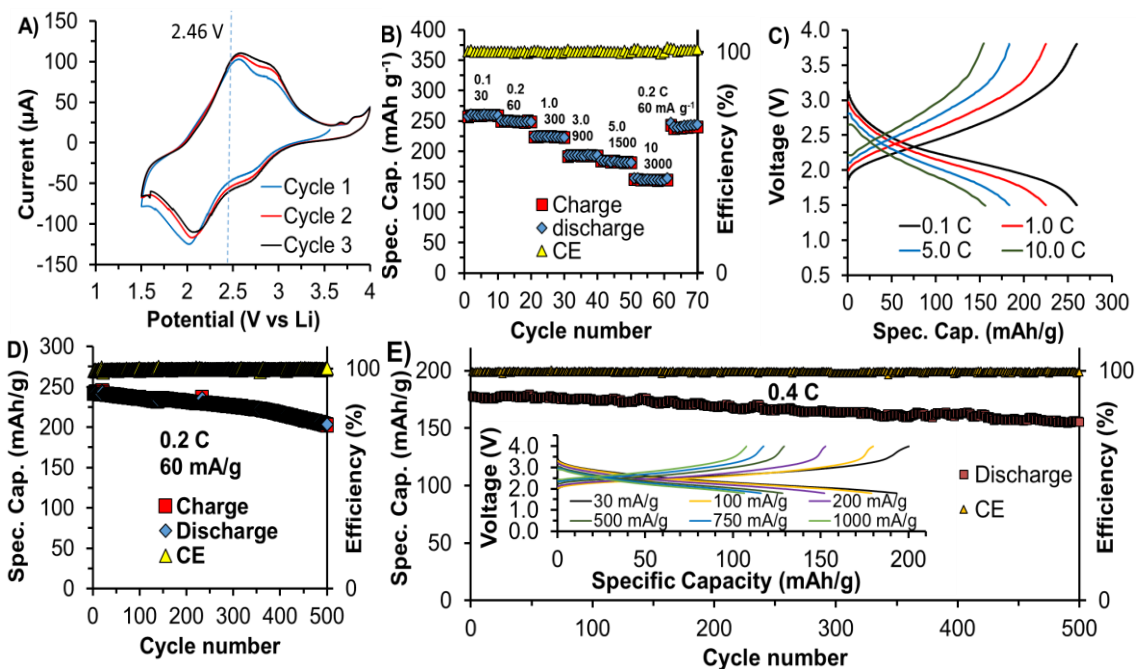 A)
2.46 V
150
100
50
0
-50
-100
-150
Current (µA)
Cycle 1
Cycle 2
Cycle 3
1 1.5 2 2.5 3 3.5 4
Potential (V vs Li)
B)
400
350
300
250
200
150
100
50
0
Spec. Cap. (mAh g⁻¹)
0.1
30
0.2
60
1.0
300
3.0
900
5.0
1500
10
3000
0.2 C
60 mA g⁻¹
Charge
discharge
CE
100
0
Efficiency (%)
0 10 20 30 40 50 60 70
Cycle number
C)
4.0
3.5
3.0
2.5
2.0
1.5
1.0
0.5
Voltage (V)
0.1 C 1.0 C
5.0 C 10.0 C
0 50 100 150 200 250 300
Spec. Cap. (mAh/g)
D)
300
250
200
150
100
50
0
Spec. Cap. (mAh/g)
0.2 C
60 mA/g
Charge
Discharge
CE
100
0
Efficiency (%)
0 100 200 300 400 500
Cycle number
E)
200
150
100
50
0
Spec. Cap. (mAh/g)
0.4 C
4.0
3.0
2.0
1.0
0.0
Voltage (V)
30 mA/g 100 mA/g 200 mA/g
500 mA/g 750 mA/g 1000 mA/g
0 50 100 150 200
Specific Capacity (mAh/g)
100
0
Efficiency (%)
Discharge
CE
0 100 200 300 400 500
Cycle number